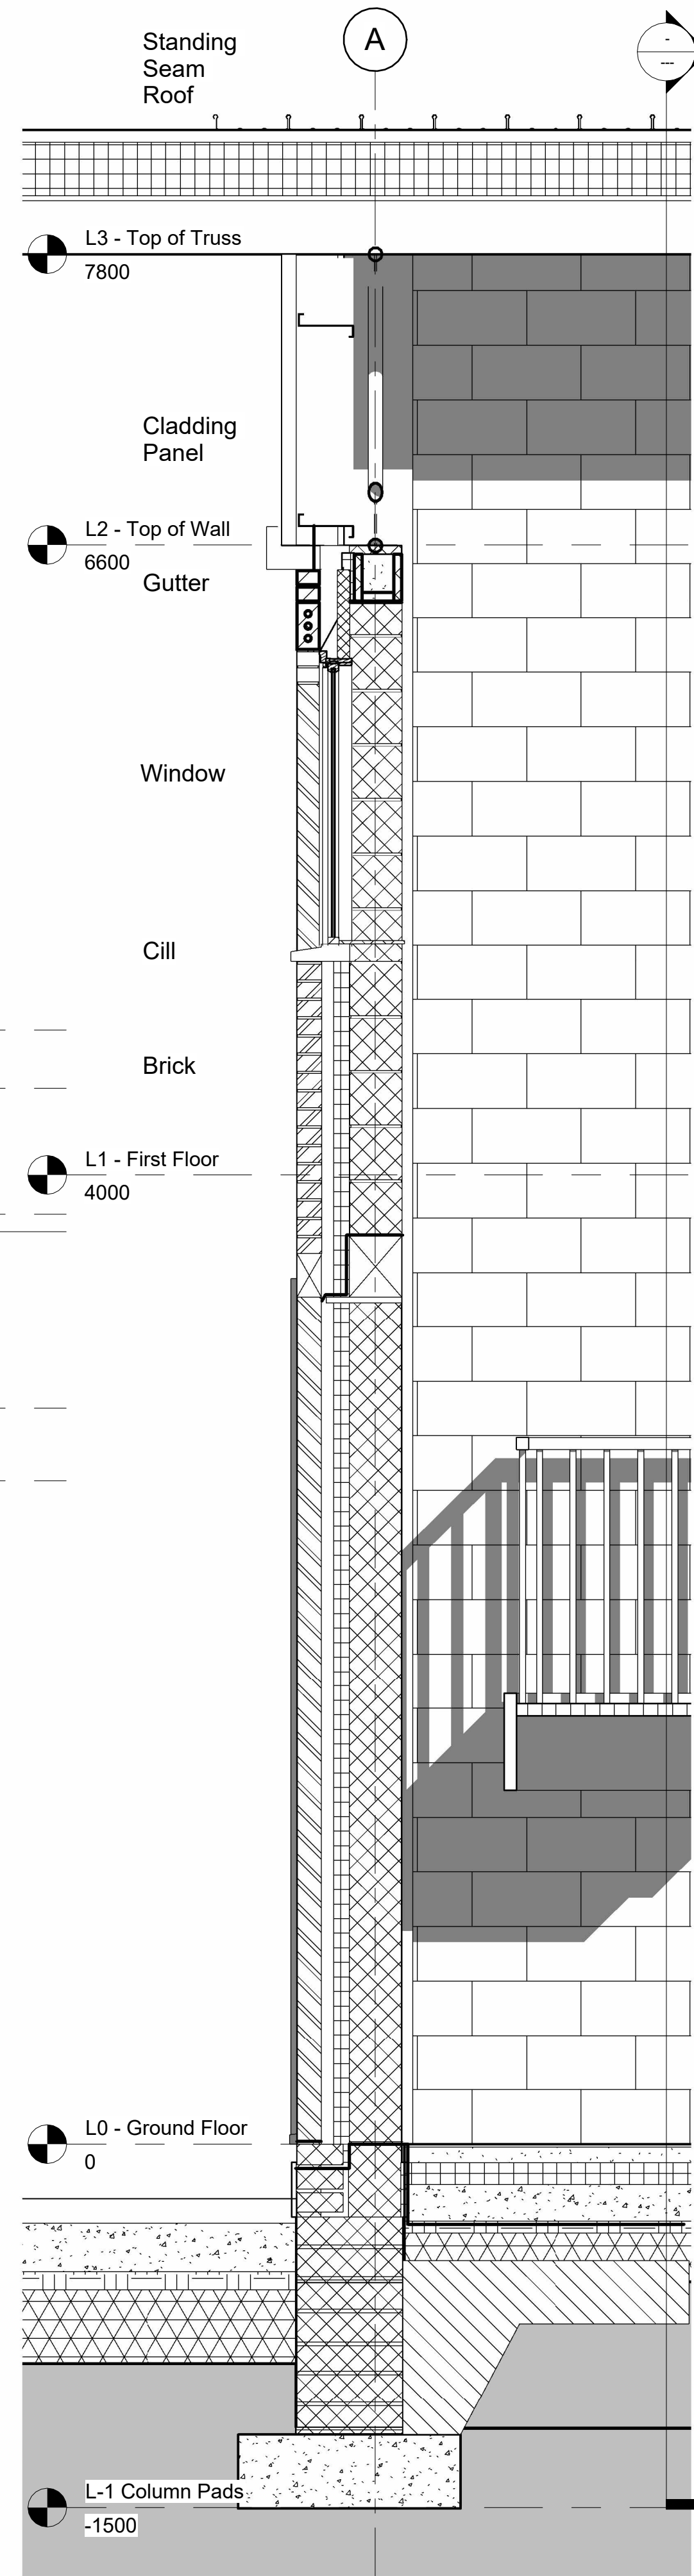 Standing
Seam
Roof
A
-
---
L3 - Top of Truss
7800
Cladding
Panel
L2 - Top of Wall
6600
Gutter
Window
Cill
Brick
L1 - First Floor
4000
L0 - Ground Floor
0
L-1 Column Pads
-1500